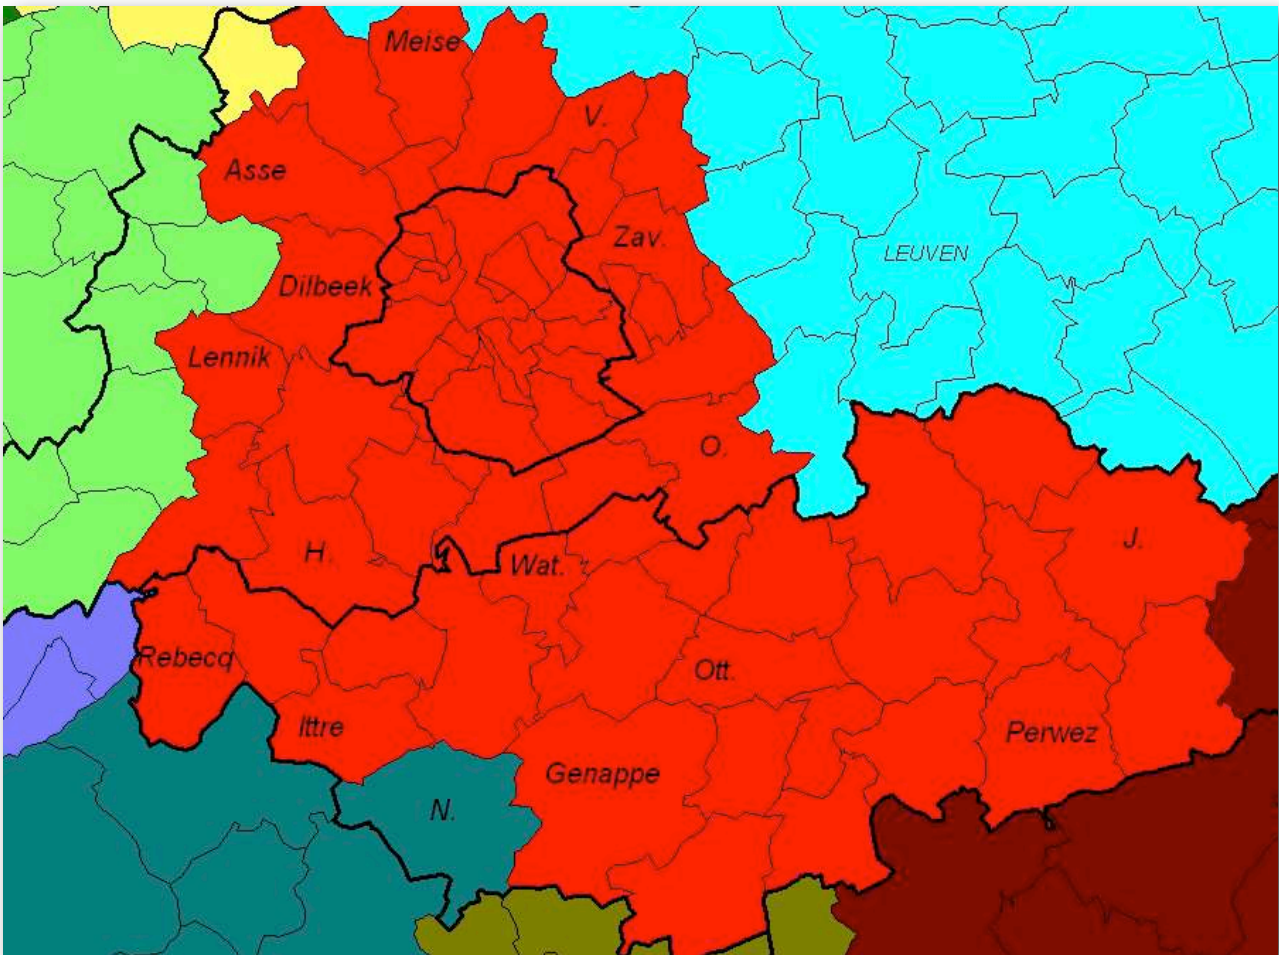 Meise
V.
Asse
Zav.
LEUVEN
Dilbeek
Lennik
O.
H.
Wat.
J.
Rebecq
Ott.
Ittre
Perwez
Genappe
N.